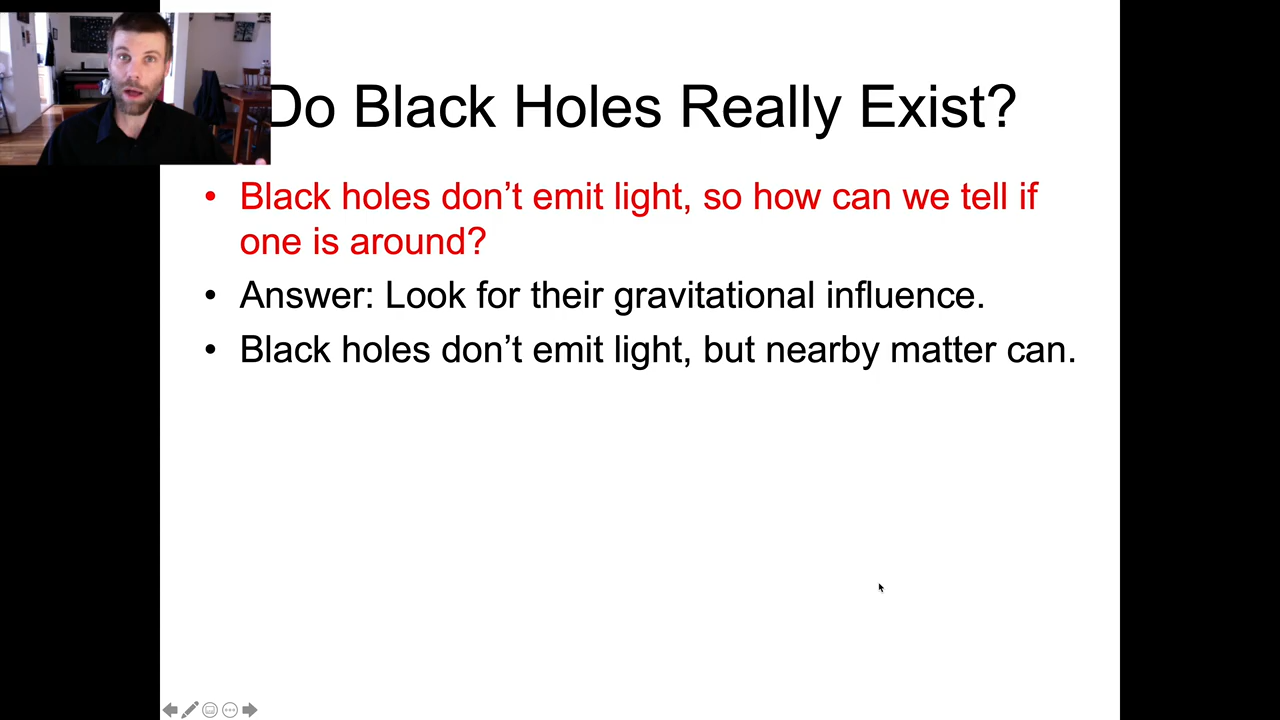 Do Black Holes Really Exist?
• Black holes don’t emit light, so how can we tell if
one is around?
• Answer: Look for their gravitational influence.
• Black holes don’t emit light, but nearby matter can.